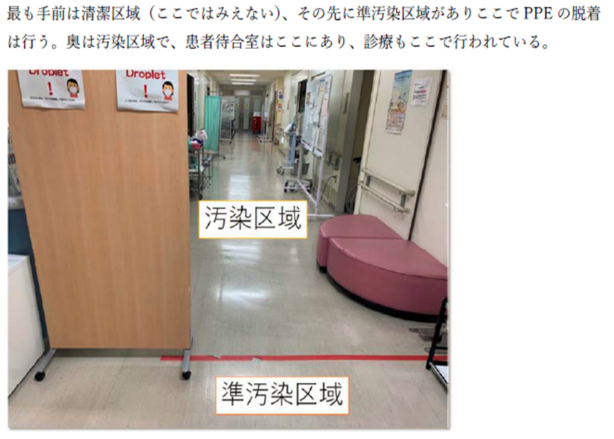 最も手前は清潔区域（ここではみえない）、その先に準汚染区域がありここで PPE の脱着
は行う。奥は汚染区域で、患者待合室はここにあり、診療もここで行われている。
Droplet
!
Droplet
!
汚染区域
準汚染区域